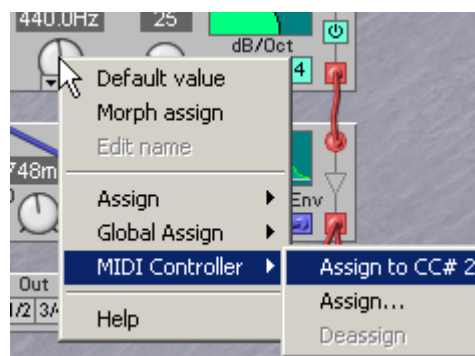 440.0Hz 25
dB/Oct
4
Default value
Morph assign
Edit name
748m
Assign Env
Global Assign
MIDI Controller Assign to CC# 2
Out Assign...
1/2 3/4
Help Deassign